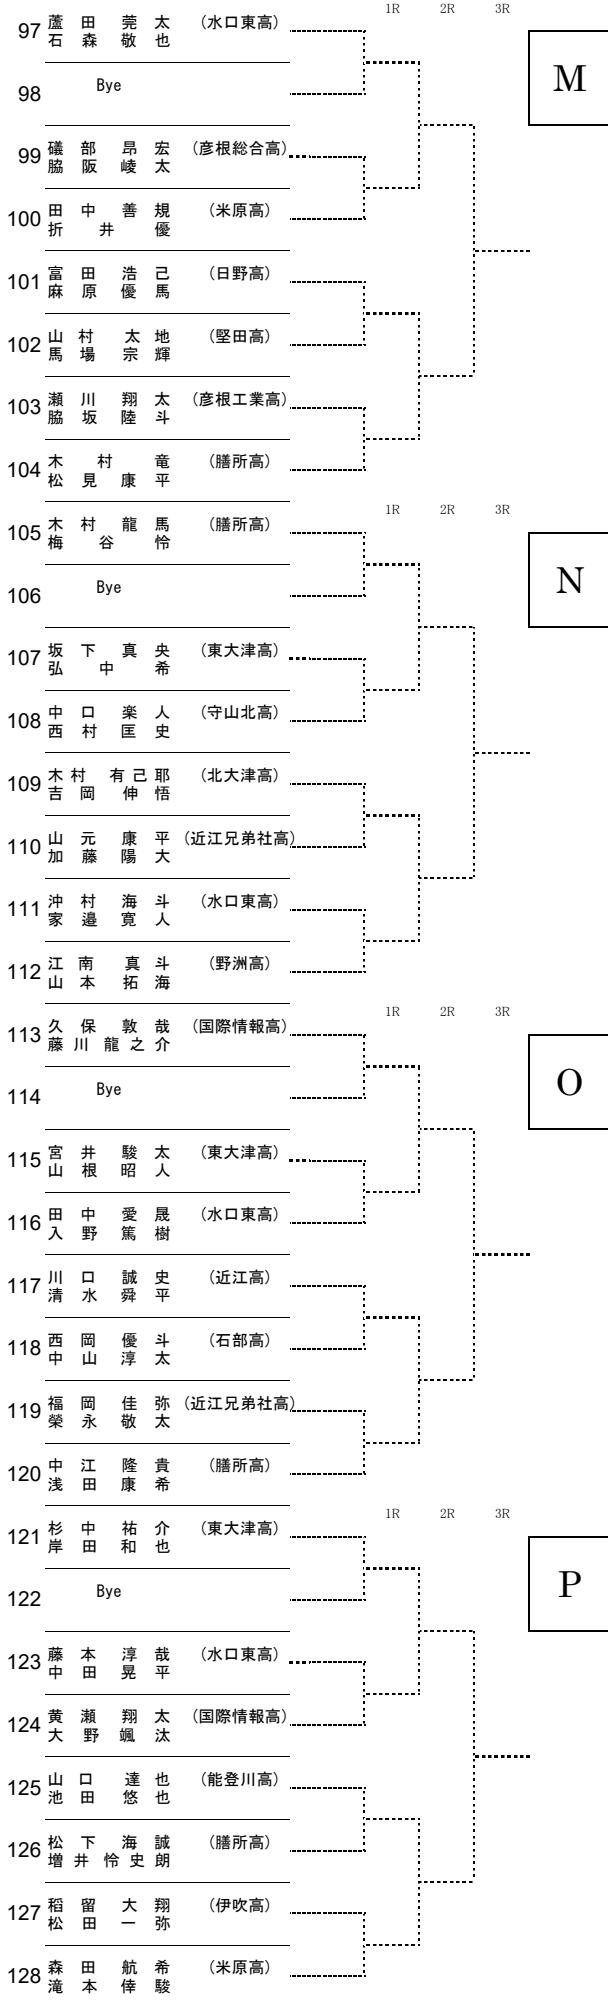 1R 2R 3R
M
97 蘆田莞太 (水口東高)
石森敬也
98 Bye
99 礒部昂宏 (彦根総合高)
脇阪崚太
100 田中善規 (米原高)
折井優
101 富田浩己 (日野高)
麻原優馬
102 山村太地 (堅田高)
馬場宗輝
103 瀬川翔太 (彦根工業高)
脇坂陸斗
104 木村竜 (膳所高)
松見康平
1R 2R 3R
N
105 木村龍馬 (膳所高)
梅谷怜
106 Bye
107 坂下真央 (東大津高)
弘中希
108 中口楽人 (守山北高)
西村匡史
109 木村有己耶 (北大津高)
吉岡伸悟
110 山元康平 (近江兄弟社高)
加藤陽大
111 沖村海斗 (水口東高)
家邉寛人
112 江南真斗 (野洲高)
山本拓海
1R 2R 3R
O
113 久保敦哉 (国際情報高)
藤川龍之介
114 Bye
115 宮井駿太 (東大津高)
山根昭人
116 田中愛晟 (水口東高)
入野篤樹
117 川口誠史 (近江高)
清水舜平
118 西岡優斗 (石部高)
中山淳太
119 福岡佳弥 (近江兄弟社高)
榮永敬太
120 中江隆貴 (膳所高)
浅田康希
1R 2R 3R
P
121 杉中祐介 (東大津高)
岸田和也
122 Bye
123 藤本淳哉 (水口東高)
中田晃平
124 黄瀬翔太 (国際情報高)
大野颯汰
125 山口達也 (能登川高)
池田悠也
126 松下海誠 (膳所高)
増井怜史朗
127 稻留大翔 (伊吹高)
松田一弥
128 森田航希 (米原高)
滝本倖駿